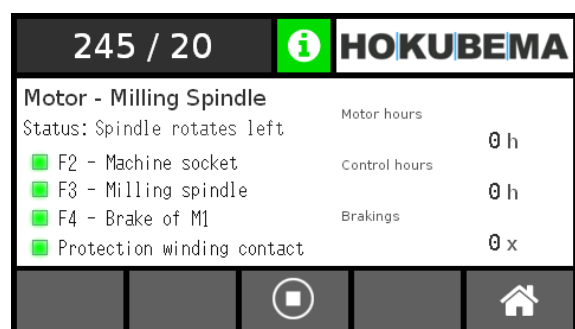 245 / 20
i
HOKUBEMA
Motor - Milling Spindle
Status: Spindle rotates left
F2 - Machine socket
F3 - Milling spindle
F4 - Brake of M1
Protection winding contact
Motor hours
0 h
Control hours
0 h
Brakings
0 x